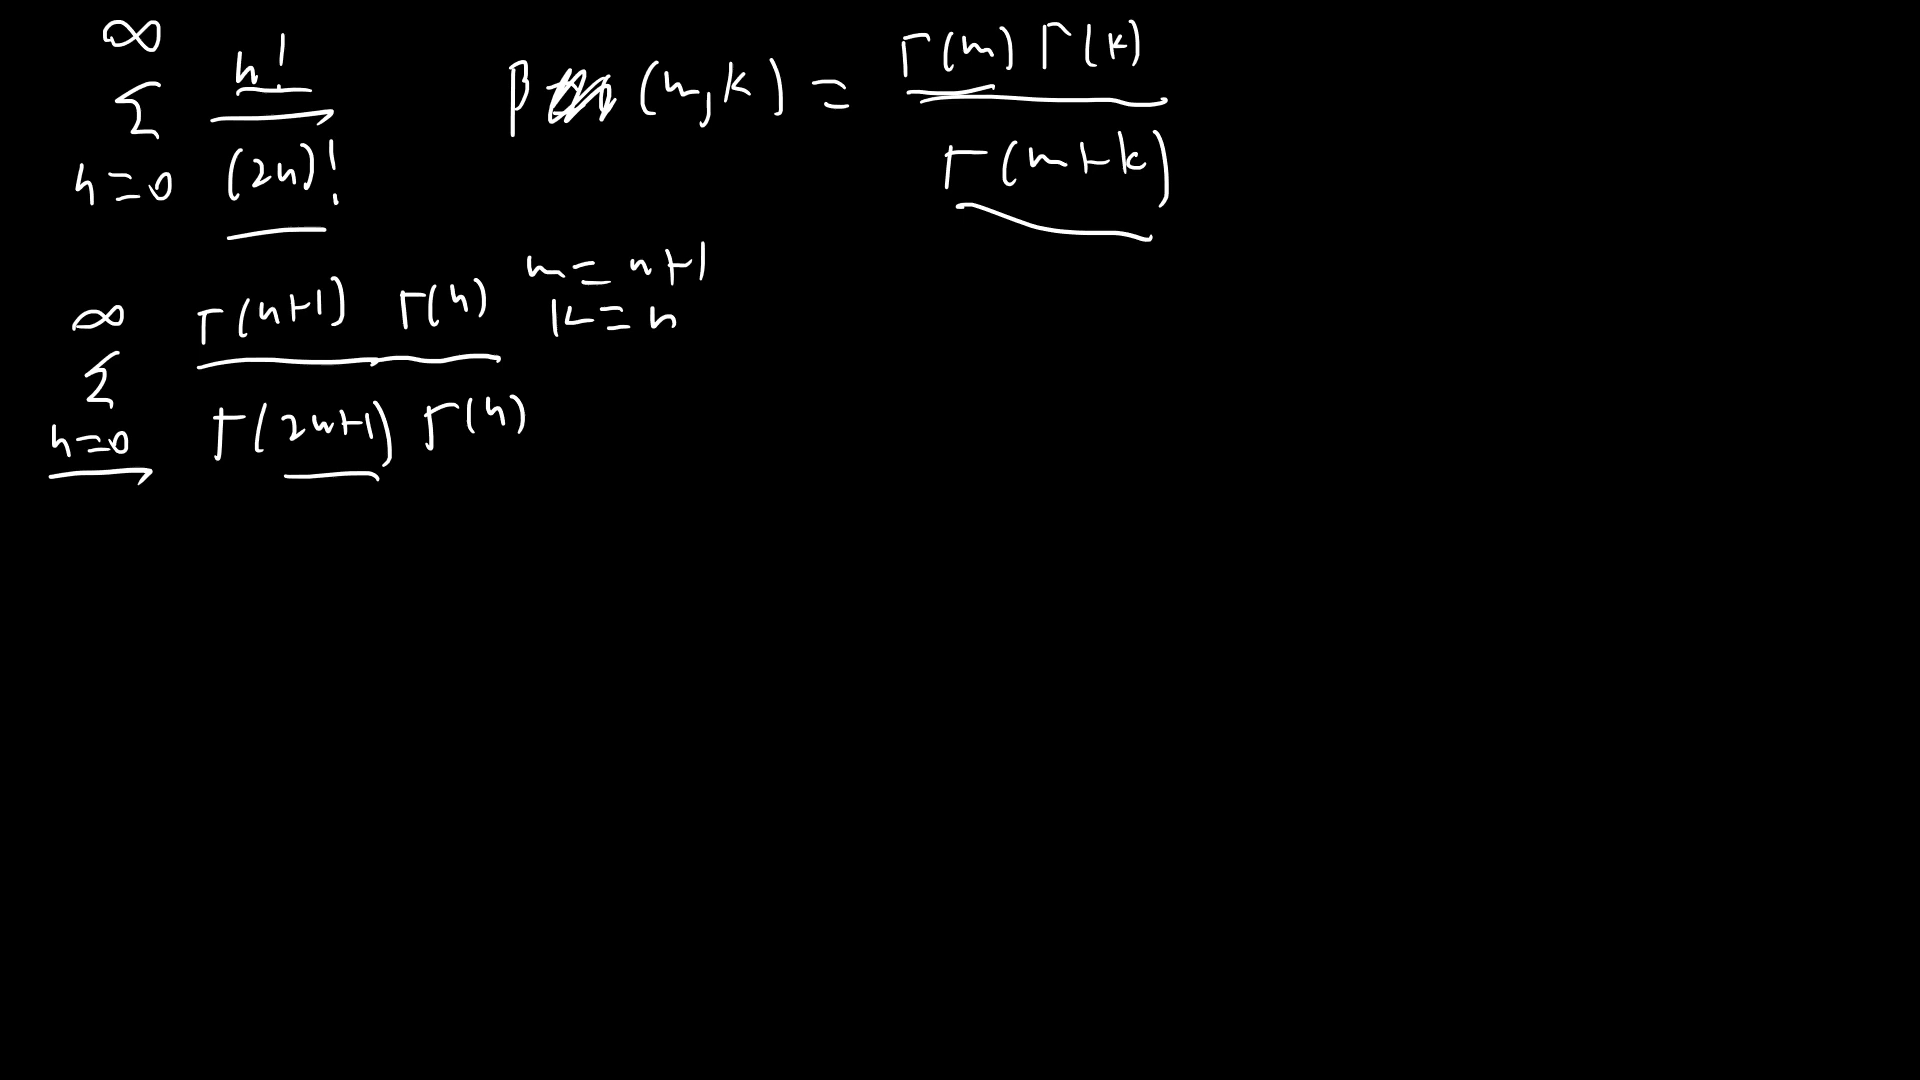 ∞
Σ n! / (2n)!
n=0
β(m,k) = Γ(m) Γ(k) / Γ(m+k)
m = n+1
k = n
∞
Σ Γ(n+1) Γ(n) / Γ(2n+1) Γ(n)
n=0